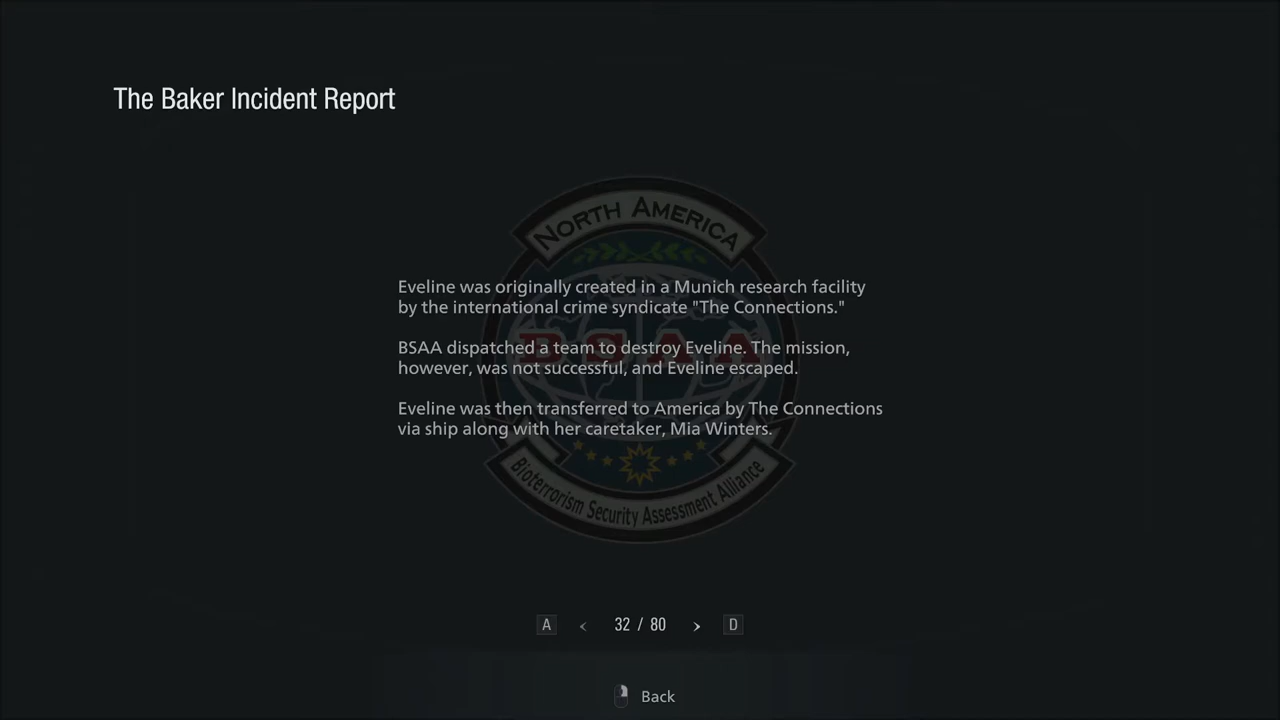 The Baker Incident Report
NORTH AMERICA
Eveline was originally created in a Munich research facility
by the international crime syndicate "The Connections."
BSAA dispatched a team to destroy Eveline. The mission,
however, was not successful, and Eveline escaped.
BSAA
Eveline was then transferred to America by The Connections
via ship along with her caretaker, Mia Winters.
Bioterrorism Security Assessment Alliance
A < 32 / 80 > D
Back